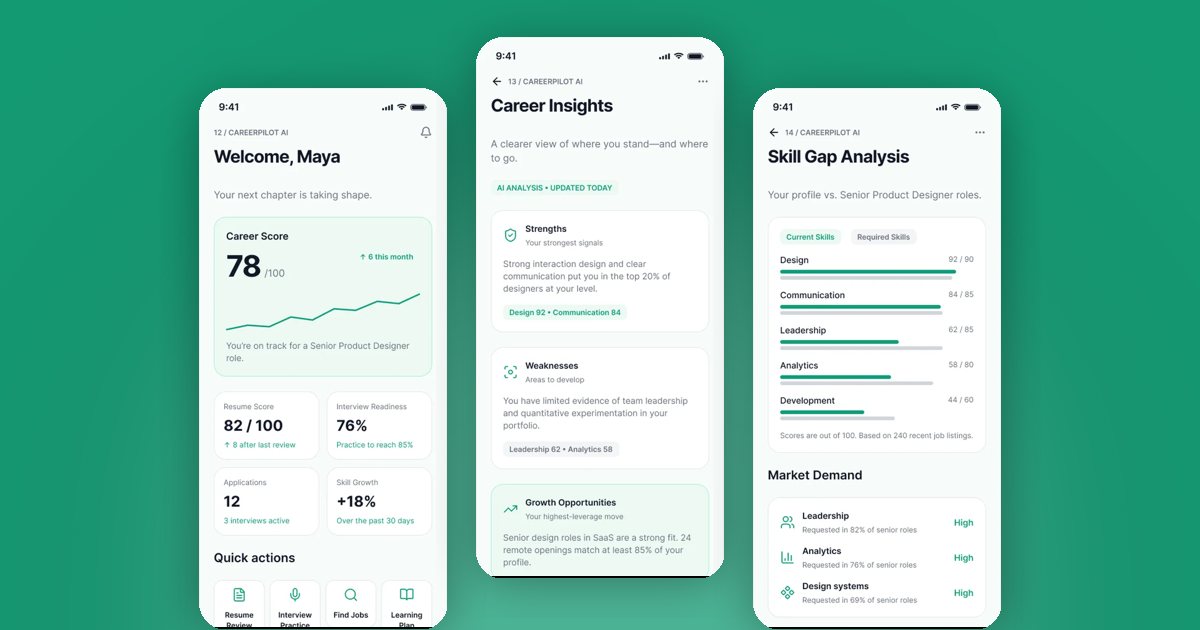 9:41
12 / CAREERPILOT AI
Welcome, Maya
Your next chapter is taking shape.
Career Score
78 /100
↑ 6 this month
You're on track for a Senior Product Designer
role.
Resume Score
82 / 100
↑ 8 after last review
Interview Readiness
76%
Practice to reach 85%
Applications
12
3 interviews active
Skill Growth
+18%
Over the past 30 days
Quick actions
Resume
Review
Interview
Practice
Find Jobs
Learning
Plan
9:41
13 / CAREERPILOT AI
Career Insights
A clearer view of where you stand—and where
to go.
AI ANALYSIS • UPDATED TODAY
Strengths
Your strongest signals
Strong interaction design and clear
communication put you in the top 20% of
designers at your level.
Design 92 • Communication 84
Weaknesses
Areas to develop
You have limited evidence of team leadership
and quantitative experimentation in your
portfolio.
Leadership 62 • Analytics 58
Growth Opportunities
Your highest-leverage move
Senior design roles in SaaS are a strong fit. 24
remote openings match at least 85% of your
profile.
9:41
14 / CAREERPILOT AI
Skill Gap Analysis
Your profile vs. Senior Product Designer roles.
Current Skills
Required Skills
Design 92 / 90
Communication 84 / 85
Leadership 62 / 85
Analytics 58 / 80
Development 44 / 60
Scores are out of 100. Based on 240 recent job listings.
Market Demand
Leadership
Requested in 82% of senior roles
High
Analytics
Requested in 76% of senior roles
High
Design systems
Requested in 69% of senior roles
High